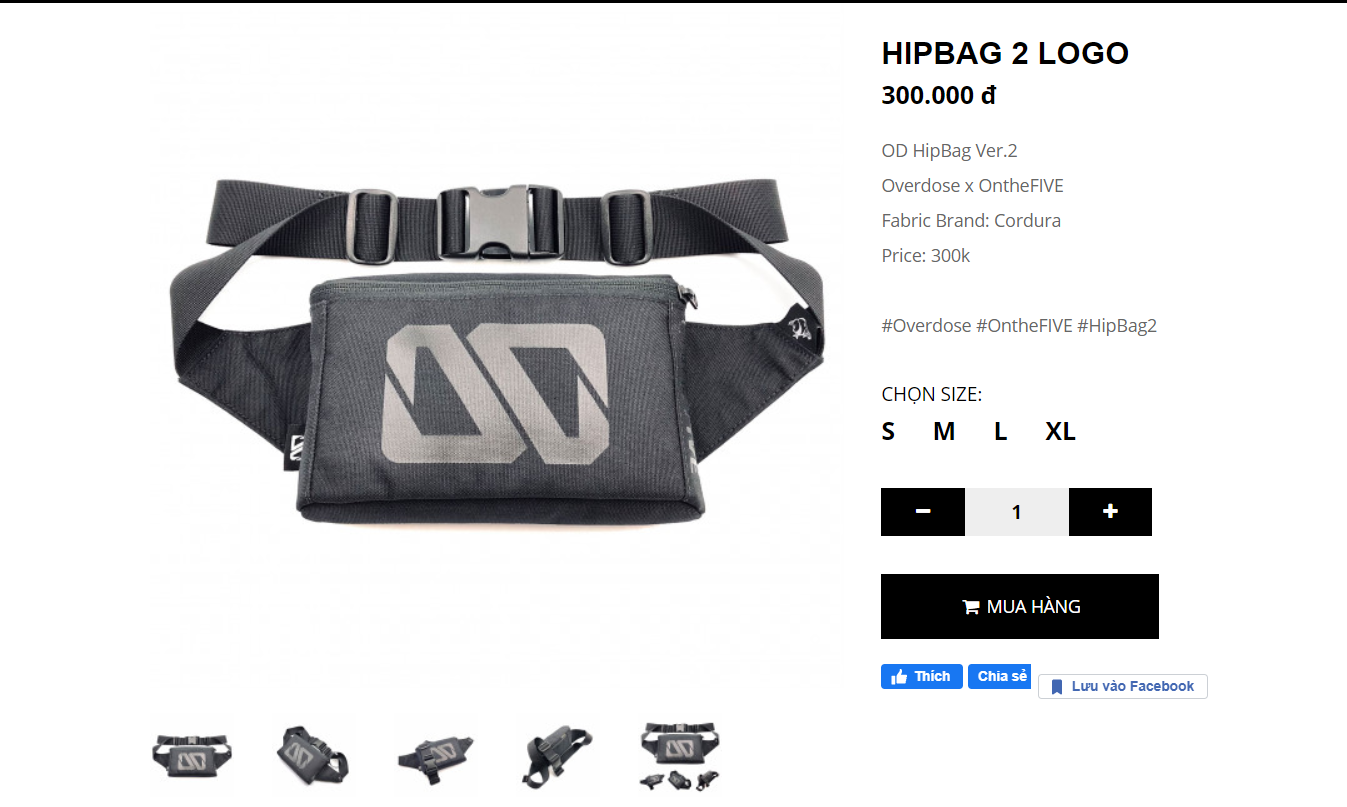 HIPBAG 2 LOGO
300.000 đ
OD HipBag Ver.2
Overdose x OntheFIVE
Fabric Brand: Cordura
Price: 300k
#Overdose #OntheFIVE #HipBag2
CHỌN SIZE:
S M L XL
1
MUA HÀNG
Thích Chia sẻ Lưu vào Facebook